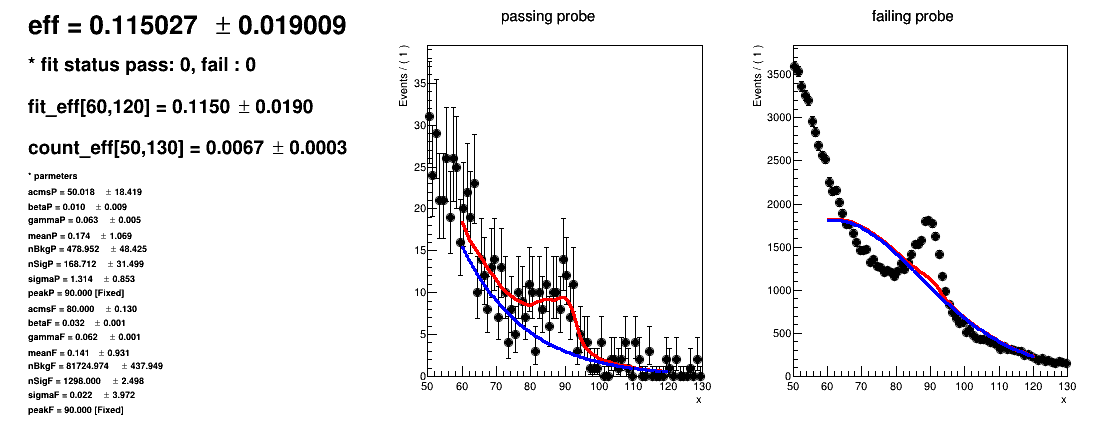 eff = 0.115027 ± 0.019009
* fit status pass: 0, fail : 0
fit_eff[60,120] = 0.1150 ± 0.0190
count_eff[50,130] = 0.0067 ± 0.0003
* parmeters
acmsP = 50.018 ± 18.419
betaP = 0.010 ± 0.009
gammaP = 0.063 ± 0.005
meanP = 0.174 ± 1.069
nBkgP = 478.952 ± 48.425
nSigP = 168.712 ± 31.499
sigmaP = 1.314 ± 0.853
peakP = 90.000 [Fixed]
acmsF = 80.000 ± 0.130
betaF = 0.032 ± 0.001
gammaF = 0.062 ± 0.001
meanF = 0.141 ± 0.931
nBkgF = 81724.974 ± 437.949
nSigF = 1298.000 ± 2.498
sigmaF = 0.022 ± 3.972
peakF = 90.000 [Fixed]
passing probe
Events / ( 1 )
35
30
25
20
15
10
5
0
50 60 70 80 90 100 110 120 130
x
failing probe
Events / ( 1 )
3500
3000
2500
2000
1500
1000
500
0
50 60 70 80 90 100 110 120 130
x